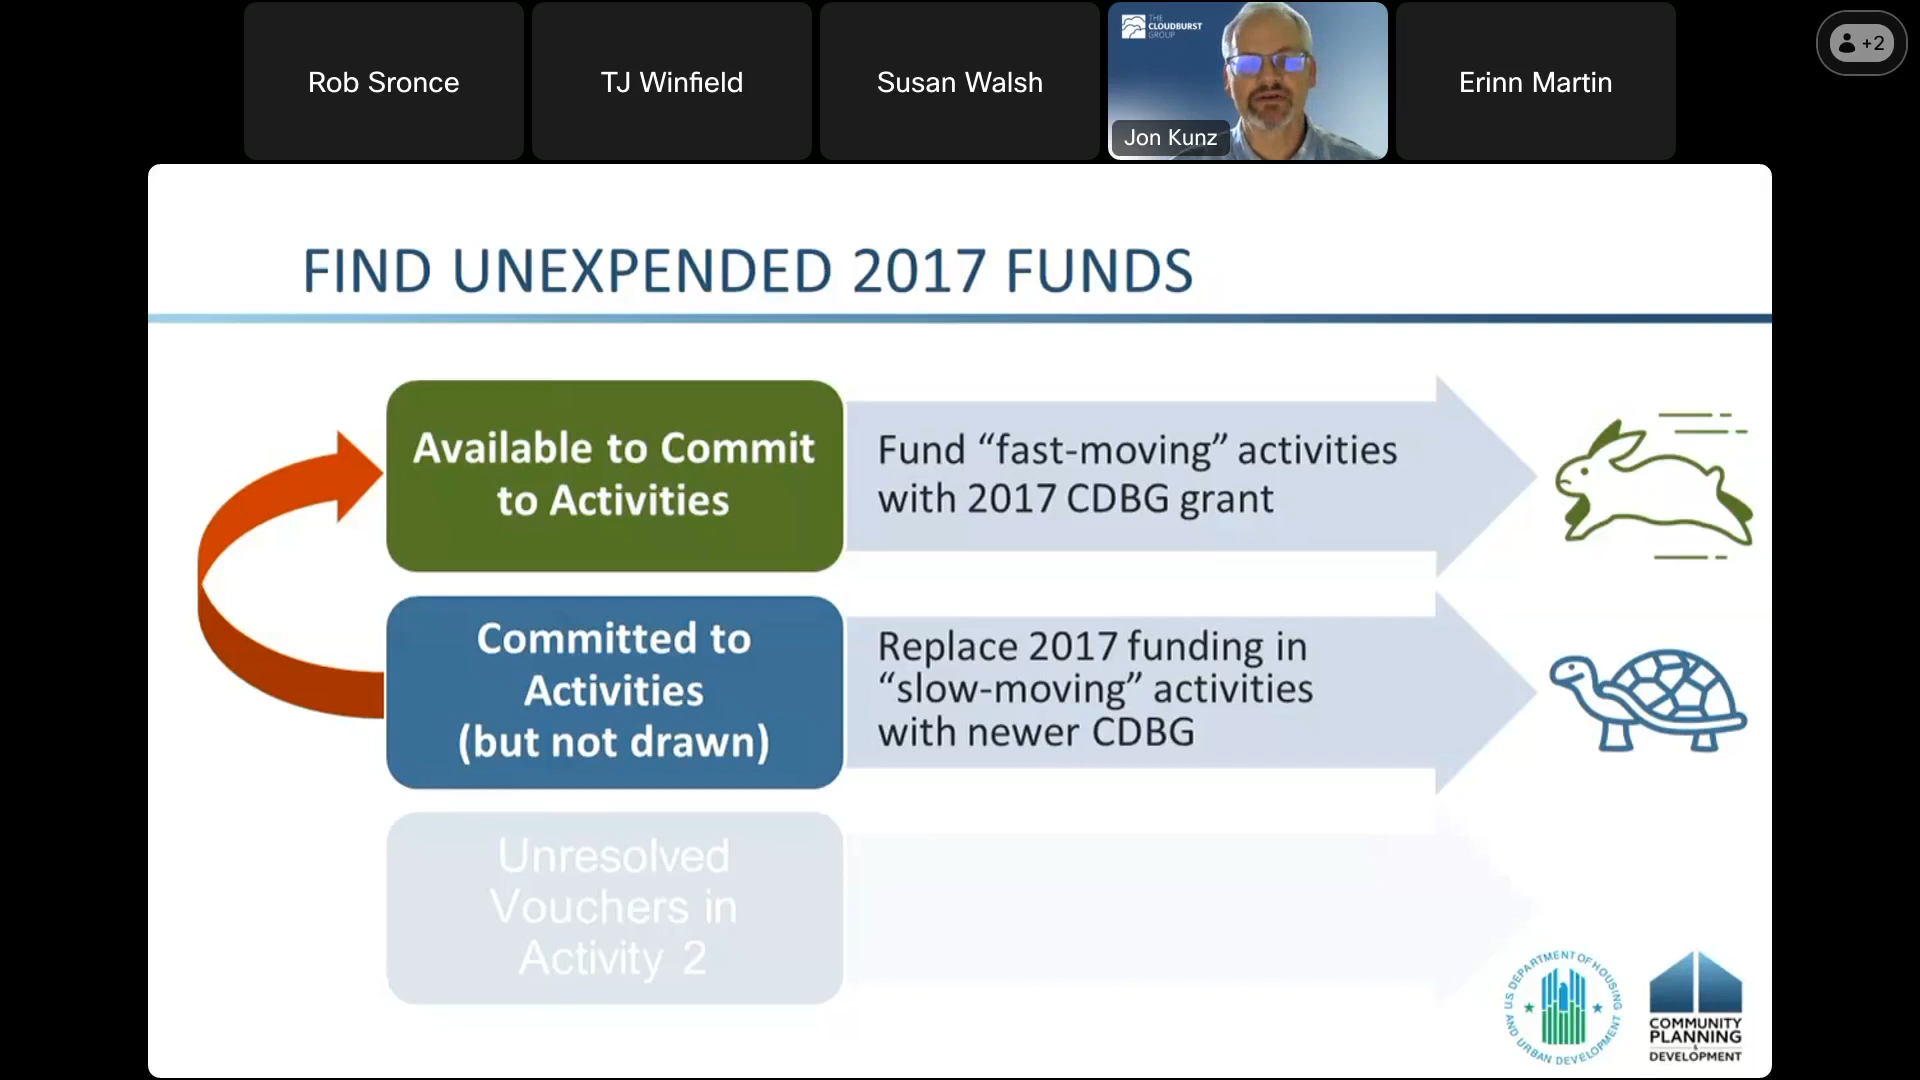 Rob Sronce
TJ Winfield
Susan Walsh
THE
CLOUDBURST
GROUP
Jon Kunz
Erinn Martin
+2
FIND UNEXPENDED 2017 FUNDS
Available to Commit
to Activities
Fund “fast-moving” activities
with 2017 CDBG grant
Committed to
Activities
(but not drawn)
Replace 2017 funding in
“slow-moving” activities
with newer CDBG
Unresolved
Vouchers in
Activity 2
U.S DEPARTMENT OF HOUSING
AND URBAN DEVELOPMENT
COMMUNITY
PLANNING
&
DEVELOPMENT